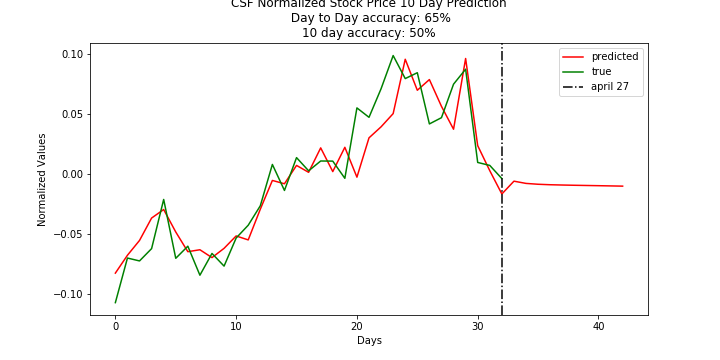 CSF Normalized Stock Price 10 Day Prediction
Day to Day accuracy: 65%
10 day accuracy: 50%
predicted
true
april 27
0.10
0.05
0.00
−0.05
−0.10
Normalized Values
0
10
20
30
40
Days